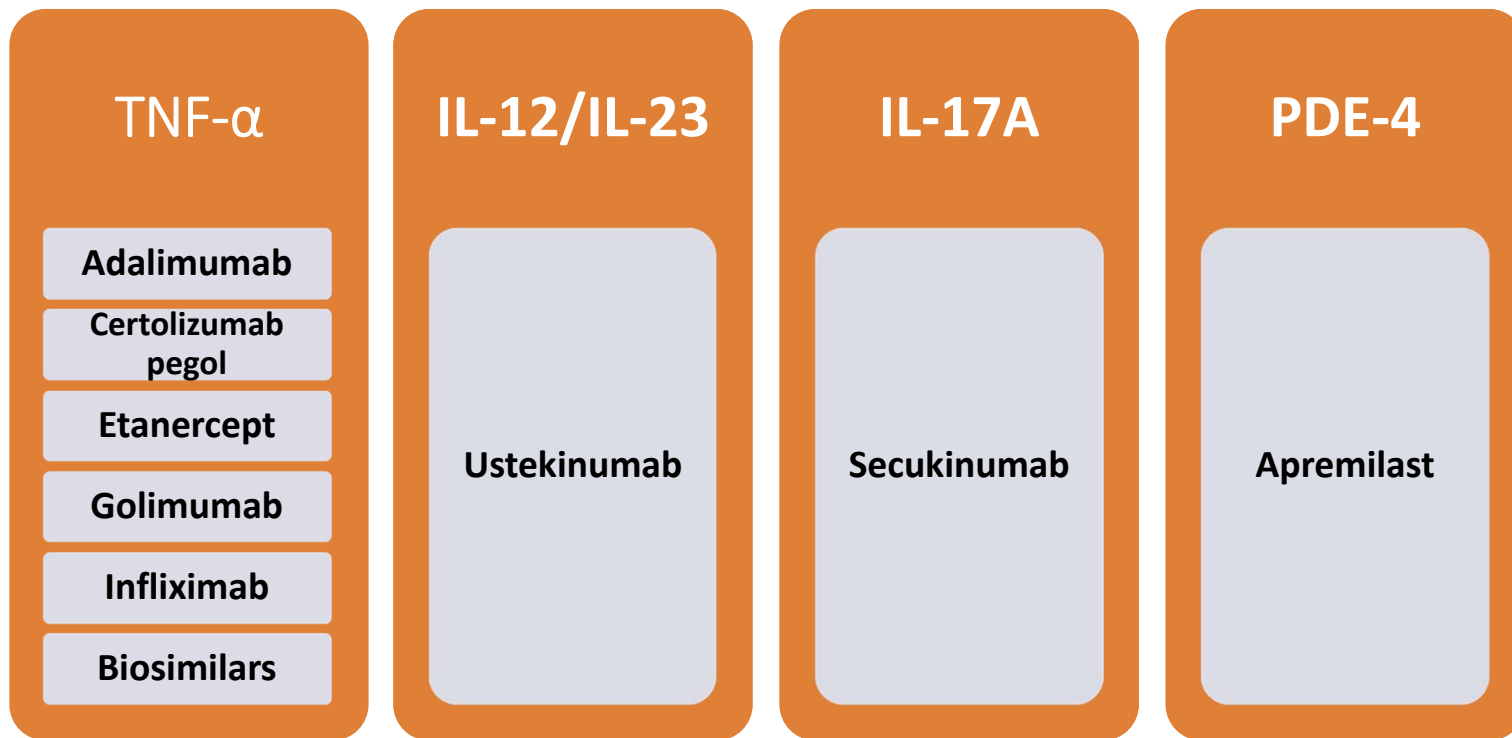 TNF-α
Adalimumab
Certolizumab
pegol
Etanercept
Golimumab
Infliximab
Biosimilars
IL-12/IL-23
Ustekinumab
IL-17A
Secukinumab
PDE-4
Apremilast